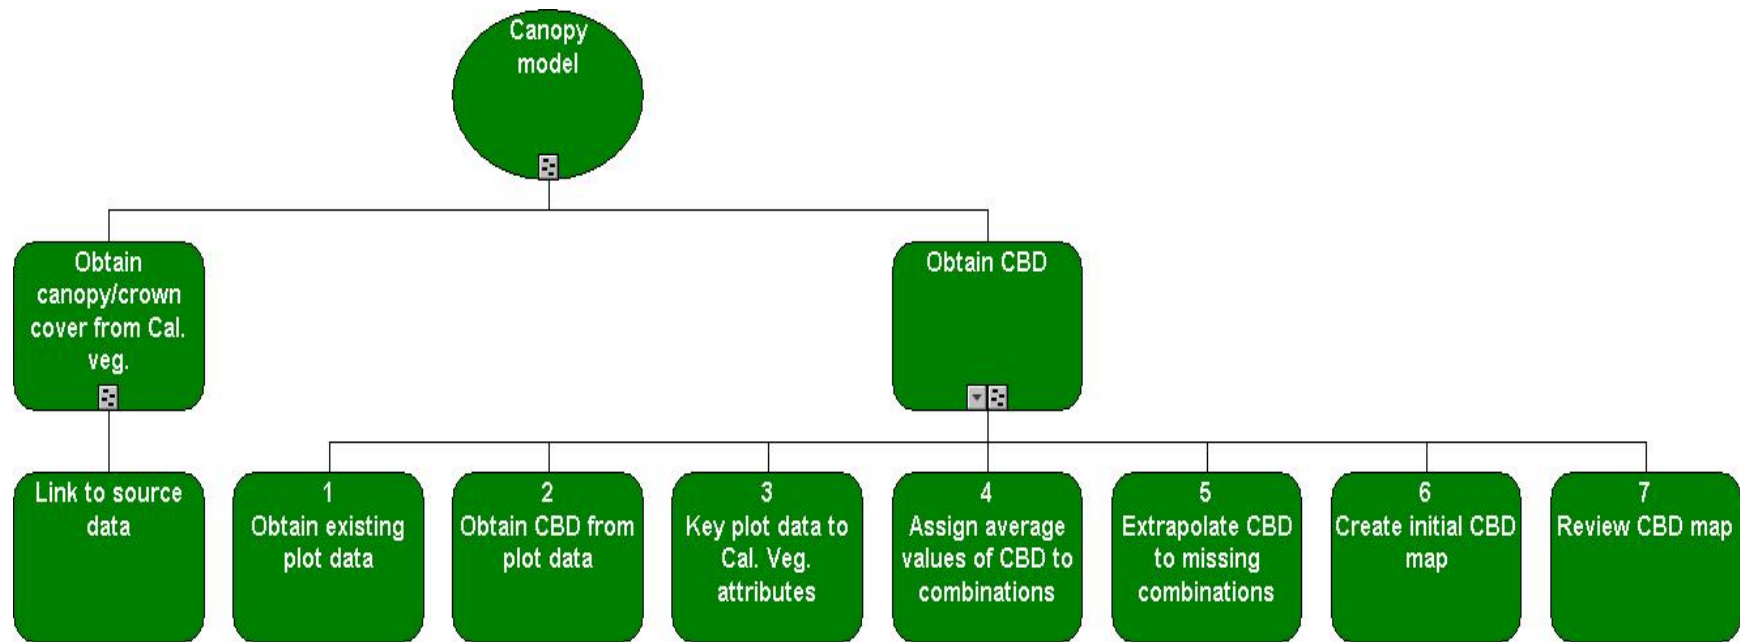 Canopy
model
Obtain
canopy/crown
cover from Cal.
veg.
Obtain CBD
Link to source
data
1
Obtain existing
plot data
2
Obtain CBD from
plot data
3
Key plot data to
Cal. Veg.
attributes
4
Assign average
values of CBD to
combinations
5
Extrapolate CBD
to missing
combinations
6
Create initial CBD
map
7
Review CBD map